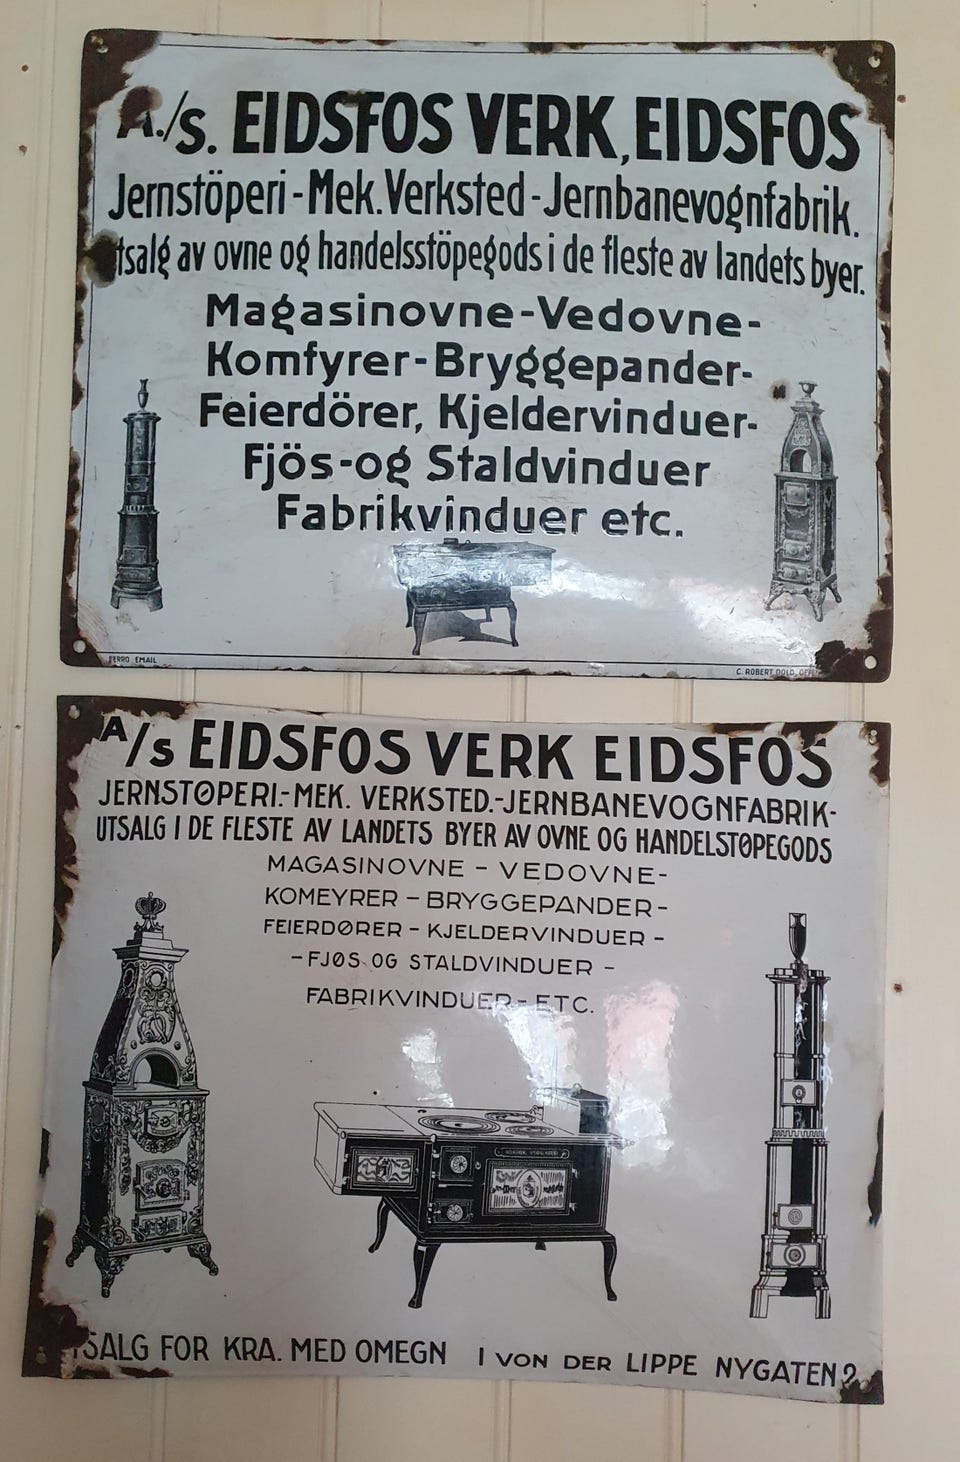 A./S. EIDSFOS VERK, EIDSFOS
Jernstöperi - Mek. Verksted - Jernbanevognfabrik.
tsalg av ovne og handelsstöpegods i de fleste av landets byer.
Magasinovne - Vedovne -
Komfyrer - Bryggepander-
Feierdörer, Kjeldervinduer-
Fjös- og Staldvinduer
Fabrikvinduer etc.
FERRO EMAIL
C. ROBERT DOLD,
A/S EIDSFOS VERK EIDSFOS
JERNSTØPERI.- MEK. VERKSTED.-JERNBANEVOGNFABRIK-
UTSALG I DE FLESTE AV LANDETS BYER AV OVNE OG HANDELSTØPEGODS
MAGASINOVNE - VEDOVNE-
KOMEYRER - BRYGGEPANDER -
FEIERDØRER - KJELDERVINDUER -
- FJØS OG STALDVINDUER -
FABRIKVINDUER - ETC.
SALG FOR KRA. MED OMEGN I VON DER LIPPE NYGATEN 2